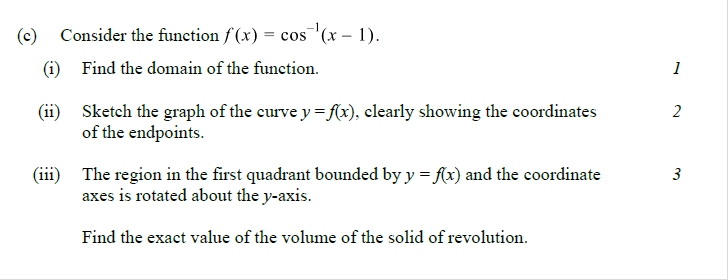 (c) Consider the function f(x) = cos⁻¹(x – 1).
(i) Find the domain of the function. 1
(ii) Sketch the graph of the curve y = f(x), clearly showing the coordinates 2
of the endpoints.
(iii) The region in the first quadrant bounded by y = f(x) and the coordinate 3
axes is rotated about the y-axis.
Find the exact value of the volume of the solid of revolution.